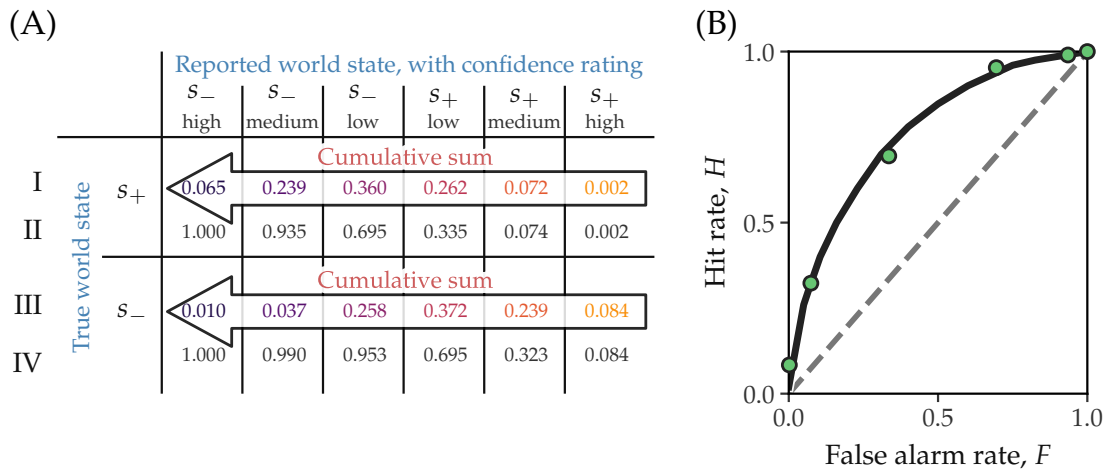 (A)
Reported world state, with confidence rating
s₋ s₋ s₋ s₊ s₊ s₊
high medium low low medium high
True world state
Cumulative sum
I s₊ 0.065 0.239 0.360 0.262 0.072 0.002
II 1.000 0.935 0.695 0.335 0.074 0.002
Cumulative sum
III s₋ 0.010 0.037 0.258 0.372 0.239 0.084
IV 1.000 0.990 0.953 0.695 0.323 0.084
(B)
Hit rate, H
1.0
0.5
0.0
0.0 0.5 1.0
False alarm rate, F